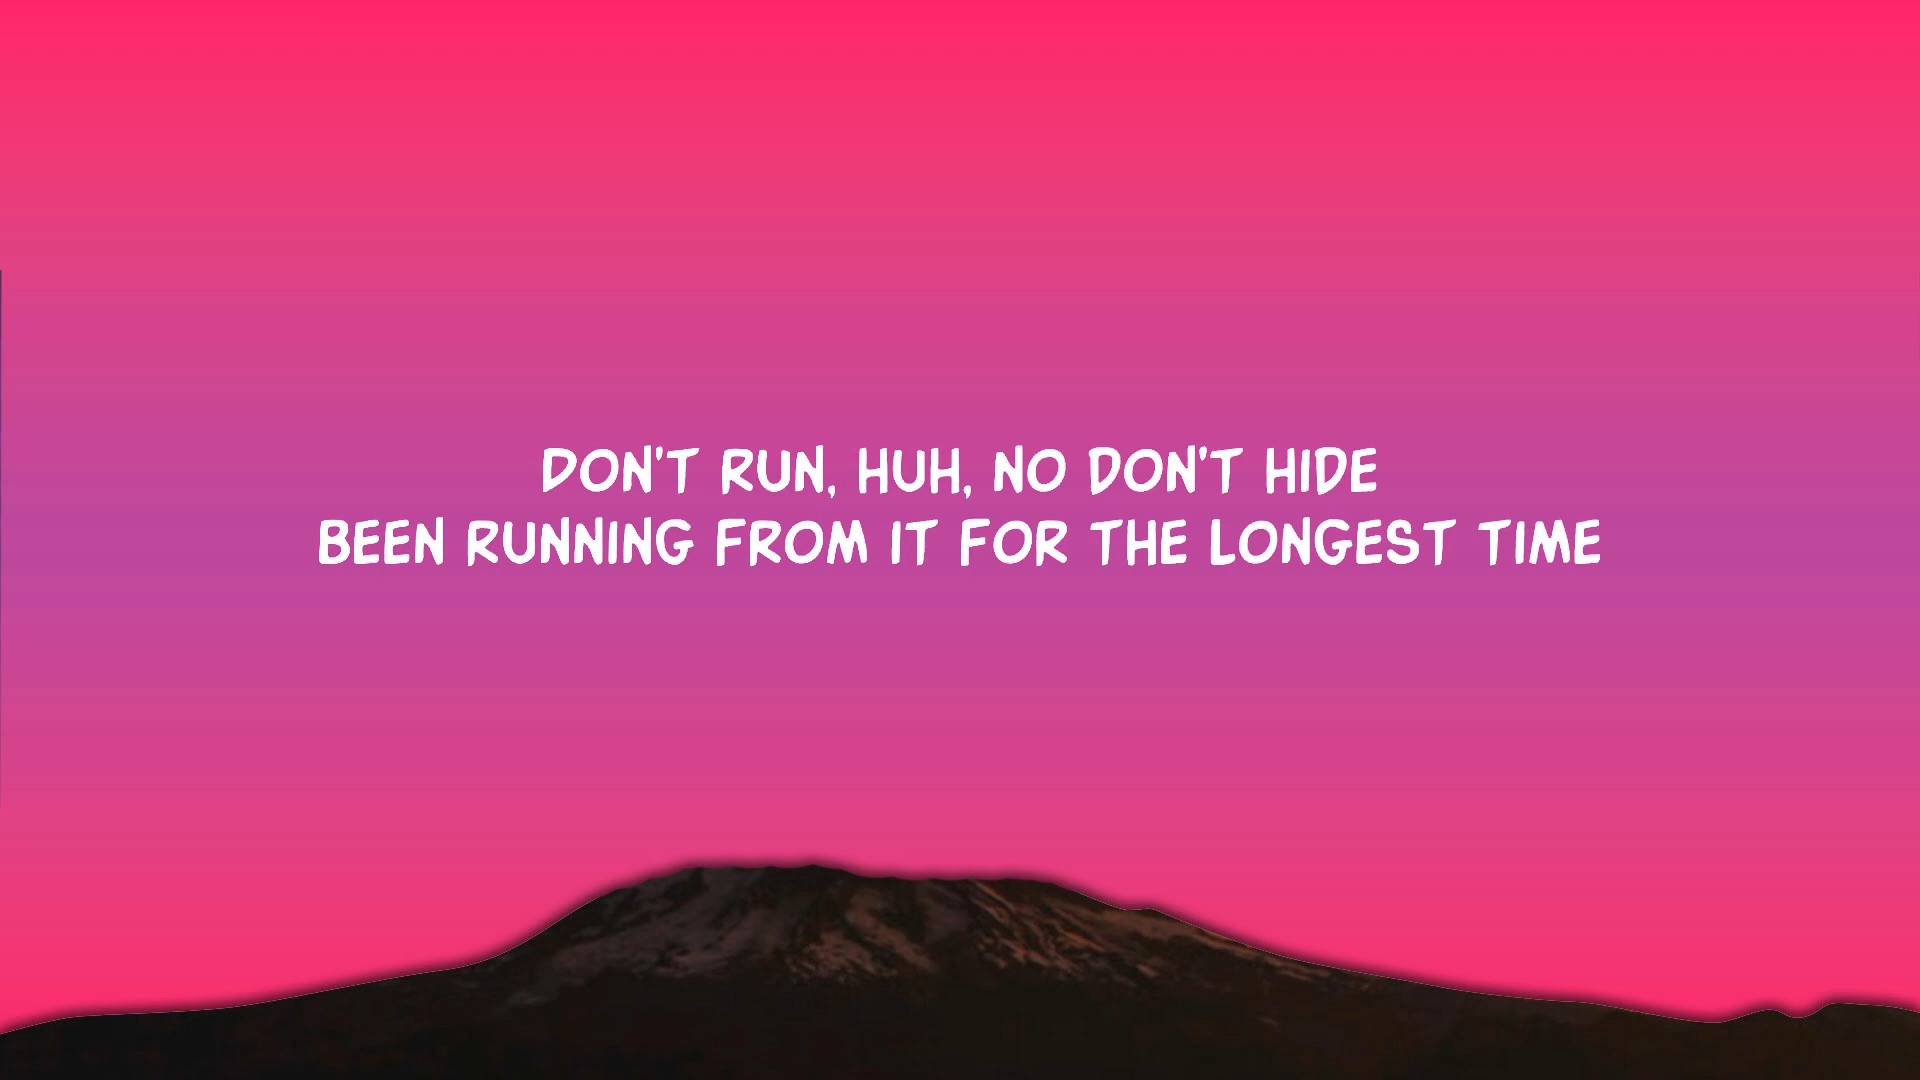 DON'T RUN, HUH, NO DON'T HIDE
BEEN RUNNING FROM IT FOR THE LONGEST TIME